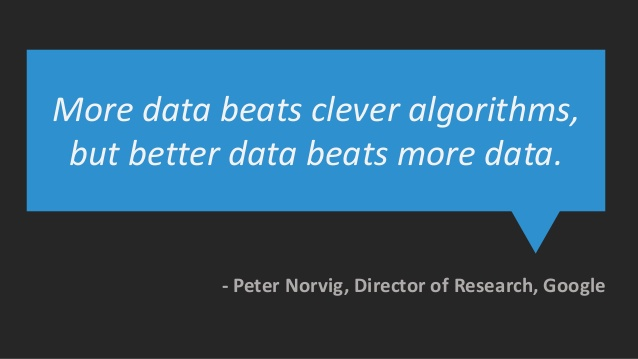 More data beats clever algorithms,
but better data beats more data.
- Peter Norvig, Director of Research, Google